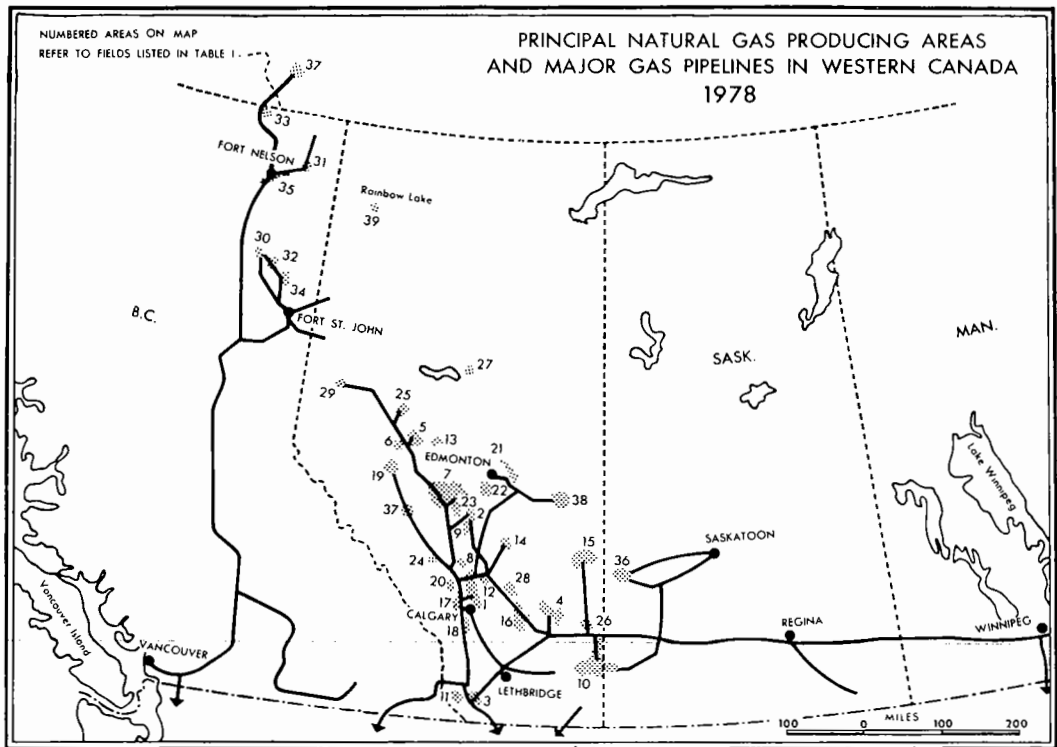 NUMBERED AREAS ON MAP
REFER TO FIELDS LISTED IN TABLE I
PRINCIPAL NATURAL GAS PRODUCING AREAS
AND MAJOR GAS PIPELINES IN WESTERN CANADA
1978
37
33
FORT NELSON
31
35
Rainbow Lake
39
30
32
34
FORT ST. JOHN
B.C.
SASK.
MAN.
27
29
25
5
6
13
21
EDMONTON
19
7
22
38
23
37
2
9
14
15
SASKATOON
36
24
8
20
12
28
17
1
4
CALGARY
16
26
18
REGINA
WINNIPEG
Lake Winnipeg
Vancouver Island
VANCOUVER
10
LETHBRIDGE
11
3
MILES
100
0
100
200